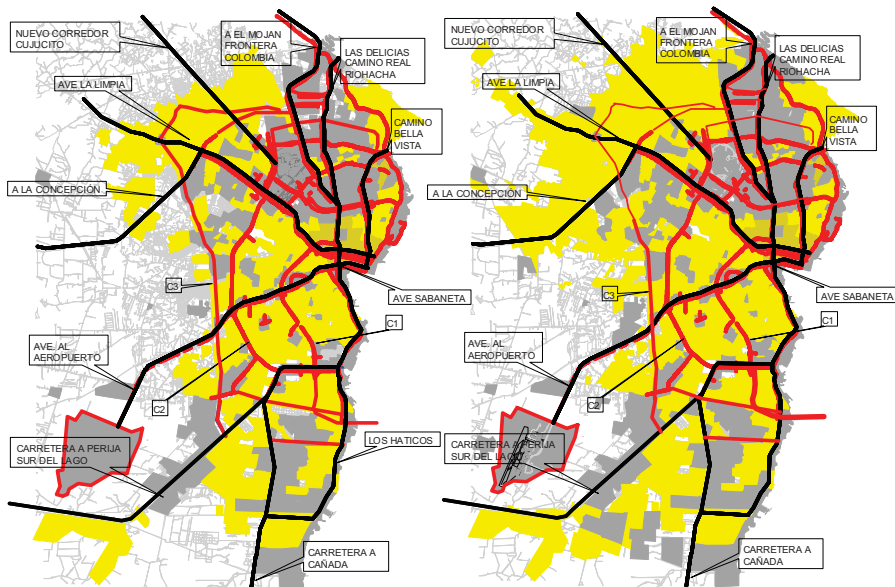 NUEVO CORREDOR
CUJUCITO
A EL MOJAN
FRONTERA
COLOMBIA
LAS DELICIAS
CAMINO REAL
RIOHACHA
AVE LA LIMPIA
CAMINO
BELLA
VISTA
A LA CONCEPCIÓN
C3
AVE SABANETA
C1
AVE. AL
AEROPUERTO
C2
CARRETERA A PERIJA
SUR DEL LAGO
LOS HATICOS
CARRETERA A
CAÑADA
NUEVO CORREDOR
CUJUCITO
A EL MOJAN
FRONTERA
COLOMBIA
LAS DELICIAS
CAMINO REAL
RIOHACHA
AVE LA LIMPIA
CAMINO
BELLA
VISTA
A LA CONCEPCIÓN
C3
AVE SABANETA
C1
AVE. AL
AEROPUERTO
C2
CARRETERA A PERIJA
SUR DEL LAGO
CARRETERA A
CAÑADA